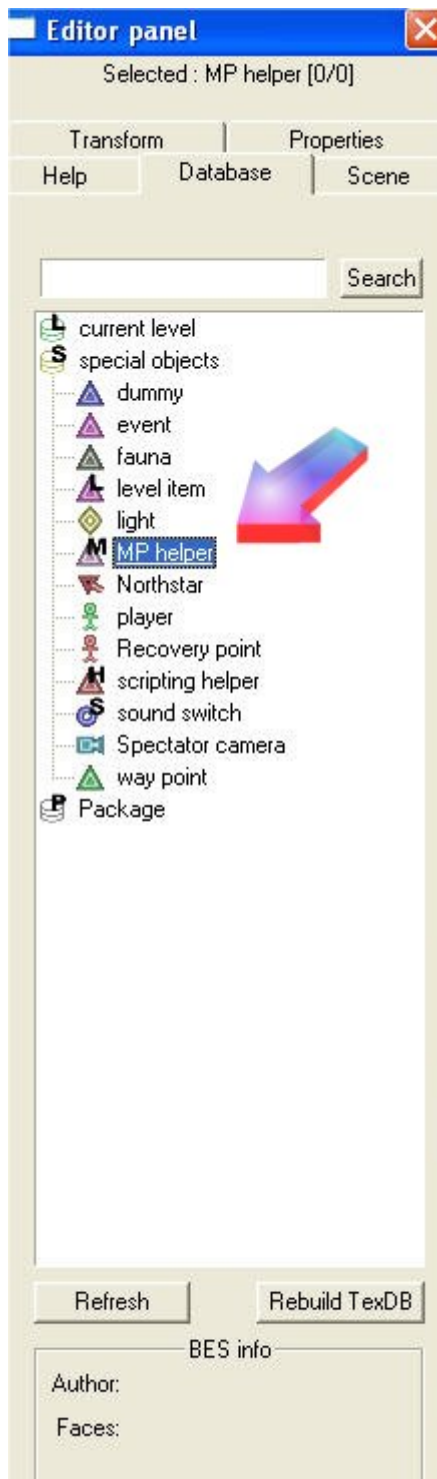 Editor panel
Selected : MP helper [0/0]
Transform Properties
Help Database Scene
Search
L current level
S special objects
dummy
event
fauna
L level item
light
M MP helper
Northstar
player
Recovery point
H scripting helper
S sound switch
Spectator camera
way point
P Package
Refresh Rebuild TexDB
BES info
Author:
Faces: